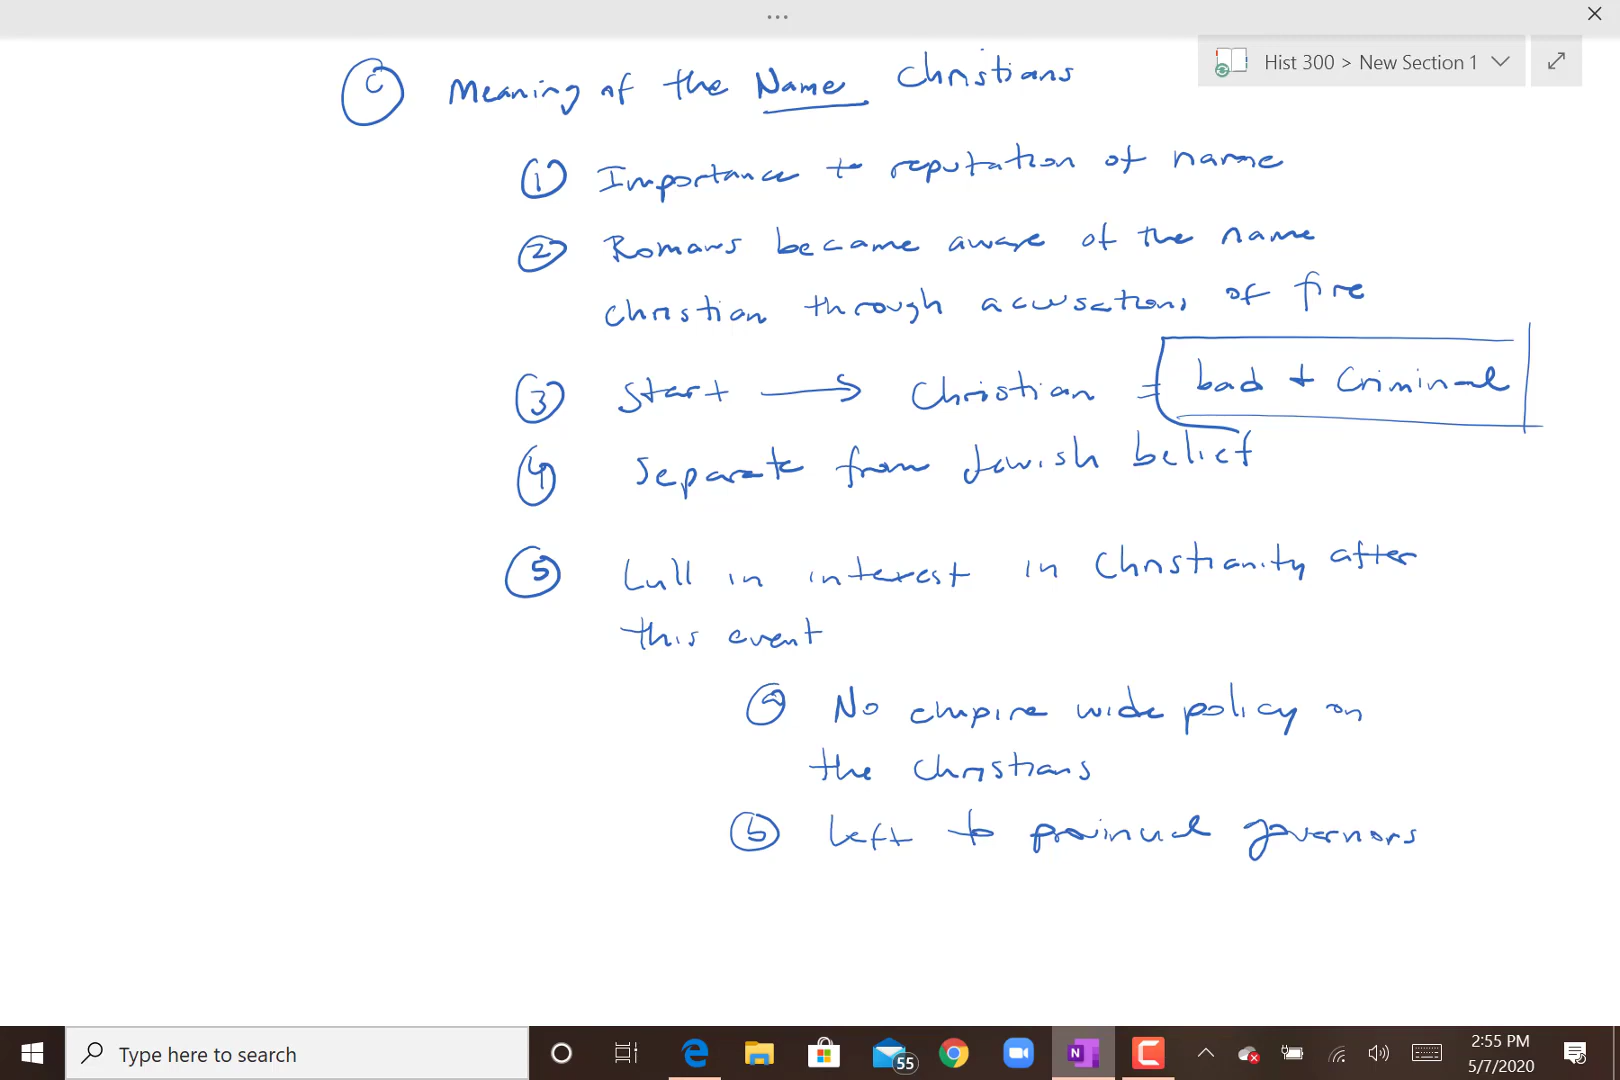 Hist 300 > New Section 1
C Meaning of the Name Christians
1 Importance to reputation of name
2 Romans became aware of the name
Christian through accusations of fire
3 Start → Christian = bad + criminal
4 Separate from Jewish belief
5 Lull in interest in Christianity after
this event
a No empire wide policy on
the Christians
b Left to provincial governors
Type here to search
55
N
2:55 PM
5/7/2020